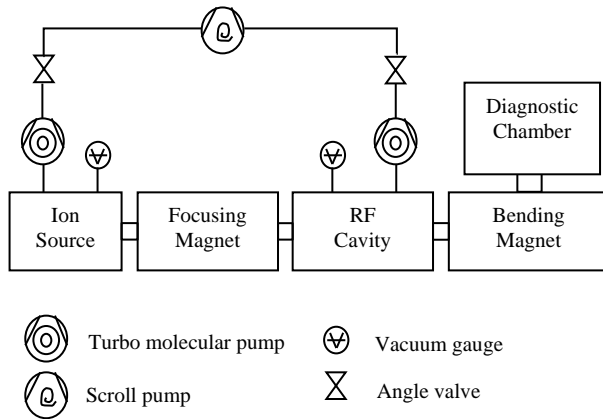 Diagnostic
Chamber
Ion
Source
Focusing
Magnet
RF
Cavity
Bending
Magnet
Turbo molecular pump
Vacuum gauge
Scroll pump
Angle valve